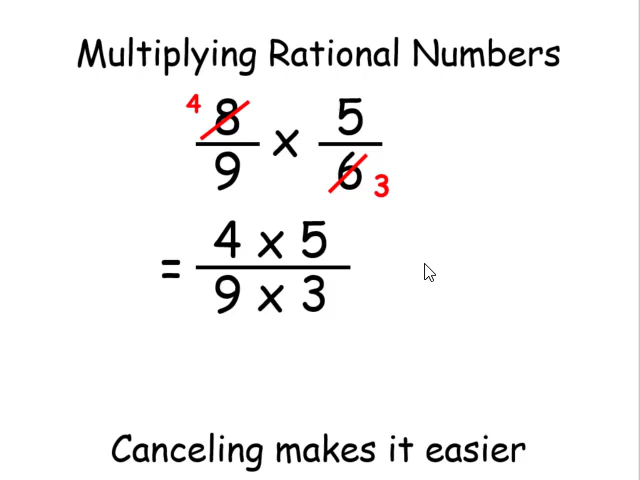 Multiplying Rational Numbers
4 8 x 5
9 6 3
= 4 x 5
9 x 3
Canceling makes it easier